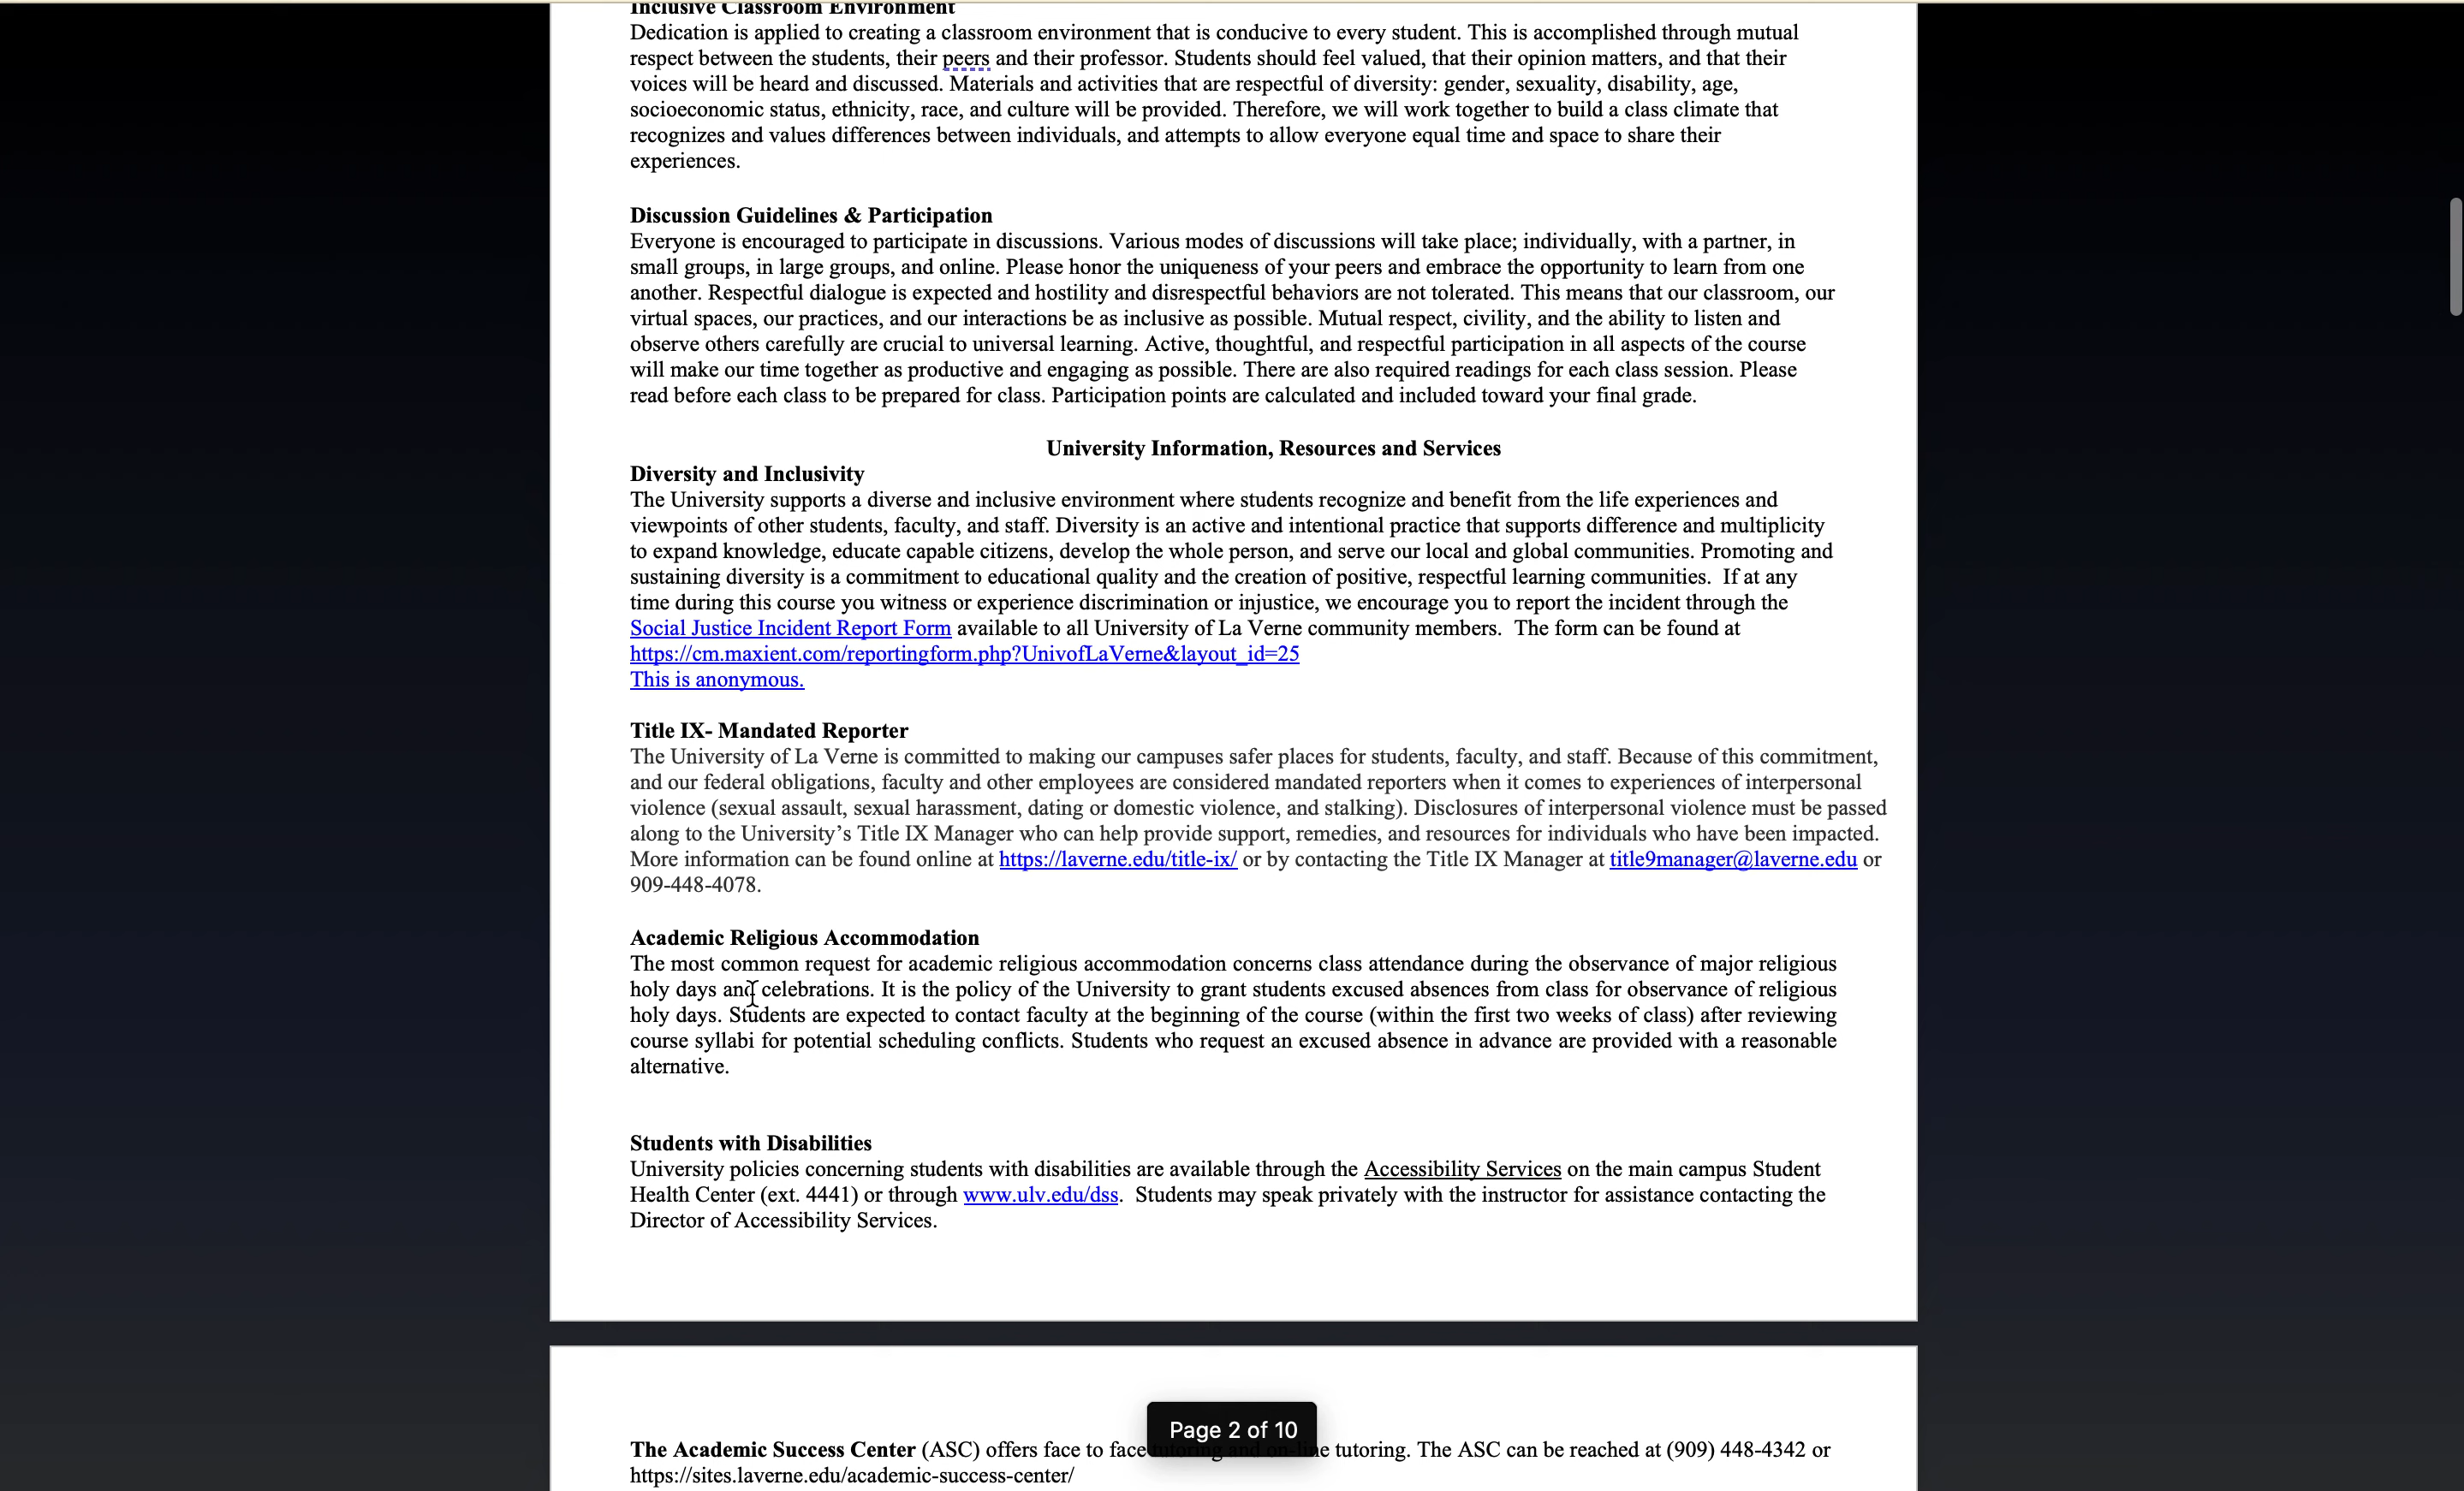 Inclusive Classroom Environment
Dedication is applied to creating a classroom environment that is conducive to every student. This is accomplished through mutual
respect between the students, their peers and their professor. Students should feel valued, that their opinion matters, and that their
voices will be heard and discussed. Materials and activities that are respectful of diversity: gender, sexuality, disability, age,
socioeconomic status, ethnicity, race, and culture will be provided. Therefore, we will work together to build a class climate that
recognizes and values differences between individuals, and attempts to allow everyone equal time and space to share their
experiences.
Discussion Guidelines & Participation
Everyone is encouraged to participate in discussions. Various modes of discussions will take place; individually, with a partner, in
small groups, in large groups, and online. Please honor the uniqueness of your peers and embrace the opportunity to learn from one
another. Respectful dialogue is expected and hostility and disrespectful behaviors are not tolerated. This means that our classroom, our
virtual spaces, our practices, and our interactions be as inclusive as possible. Mutual respect, civility, and the ability to listen and
observe others carefully are crucial to universal learning. Active, thoughtful, and respectful participation in all aspects of the course
will make our time together as productive and engaging as possible. There are also required readings for each class session. Please
read before each class to be prepared for class. Participation points are calculated and included toward your final grade.
University Information, Resources and Services
Diversity and Inclusivity
The University supports a diverse and inclusive environment where students recognize and benefit from the life experiences and
viewpoints of other students, faculty, and staff. Diversity is an active and intentional practice that supports difference and multiplicity
to expand knowledge, educate capable citizens, develop the whole person, and serve our local and global communities. Promoting and
sustaining diversity is a commitment to educational quality and the creation of positive, respectful learning communities.  If at any
time during this course you witness or experience discrimination or injustice, we encourage you to report the incident through the
Social Justice Incident Report Form available to all University of La Verne community members.  The form can be found at
https://cm.maxient.com/reportingform.php?UnivofLaVerne&layout_id=25
This is anonymous.
Title IX- Mandated Reporter
The University of La Verne is committed to making our campuses safer places for students, faculty, and staff. Because of this commitment,
and our federal obligations, faculty and other employees are considered mandated reporters when it comes to experiences of interpersonal
violence (sexual assault, sexual harassment, dating or domestic violence, and stalking). Disclosures of interpersonal violence must be passed
along to the University’s Title IX Manager who can help provide support, remedies, and resources for individuals who have been impacted.
More information can be found online at https://laverne.edu/title-ix/ or by contacting the Title IX Manager at title9manager@laverne.edu or
909-448-4078.
Academic Religious Accommodation
The most common request for academic religious accommodation concerns class attendance during the observance of major religious
holy days and celebrations. It is the policy of the University to grant students excused absences from class for observance of religious
holy days. Students are expected to contact faculty at the beginning of the course (within the first two weeks of class) after reviewing
course syllabi for potential scheduling conflicts. Students who request an excused absence in advance are provided with a reasonable
alternative.
Students with Disabilities
University policies concerning students with disabilities are available through the Accessibility Services on the main campus Student
Health Center (ext. 4441) or through www.ulv.edu/dss.  Students may speak privately with the instructor for assistance contacting the
Director of Accessibility Services.
Page 2 of 10
The Academic Success Center (ASC) offers face to face tutoring and on-line tutoring. The ASC can be reached at (909) 448-4342 or
https://sites.laverne.edu/academic-success-center/